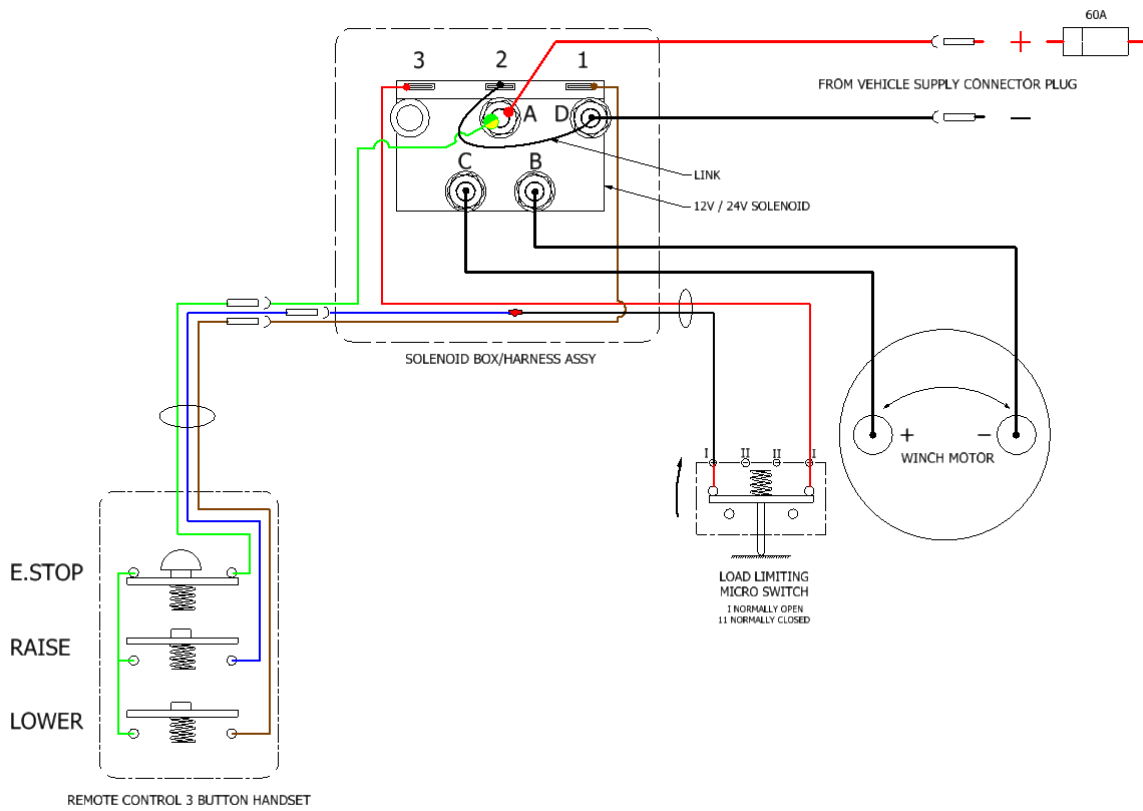 60A
3 2 1
+
FROM VEHICLE SUPPLY CONNECTOR PLUG
A D
−
LINK
C B
12V / 24V SOLENOID
SOLENOID BOX/HARNESS ASSY
+ −
WINCH MOTOR
I II II I
LOAD LIMITING
MICRO SWITCH
I NORMALLY OPEN
11 NORMALLY CLOSED
E.STOP
RAISE
LOWER
REMOTE CONTROL 3 BUTTON HANDSET